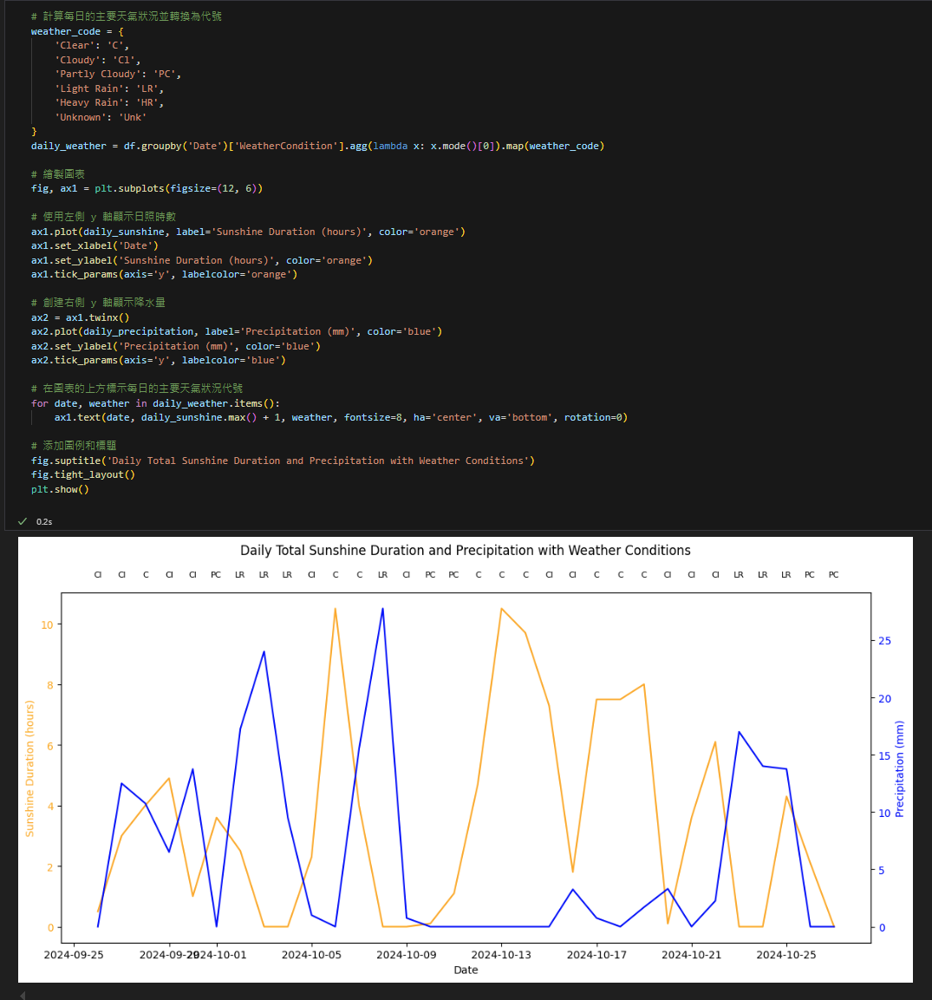 # 計算每日的主要天氣狀況並轉換為代號
weather_code = {
    'Clear': 'C',
    'Cloudy': 'Cl',
    'Partly Cloudy': 'PC',
    'Light Rain': 'LR',
    'Heavy Rain': 'HR',
    'Unknown': 'Unk'
}
daily_weather = df.groupby('Date')['WeatherCondition'].agg(lambda x: x.mode()[0]).map(weather_code)
# 繪製圖表
fig, ax1 = plt.subplots(figsize=(12, 6))
# 使用左側 y 軸顯示日照時數
ax1.plot(daily_sunshine, label='Sunshine Duration (hours)', color='orange')
ax1.set_xlabel('Date')
ax1.set_ylabel('Sunshine Duration (hours)', color='orange')
ax1.tick_params(axis='y', labelcolor='orange')
# 創建右側 y 軸顯示降水量
ax2 = ax1.twinx()
ax2.plot(daily_precipitation, label='Precipitation (mm)', color='blue')
ax2.set_ylabel('Precipitation (mm)', color='blue')
ax2.tick_params(axis='y', labelcolor='blue')
# 在圖表的上方標示每日的主要天氣狀況代號
for date, weather in daily_weather.items():
    ax1.text(date, daily_sunshine.max() + 1, weather, fontsize=8, ha='center', va='bottom', rotation=0)
# 添加圖例和標題
fig.suptitle('Daily Total Sunshine Duration and Precipitation with Weather Conditions')
fig.tight_layout()
plt.show()
0.2s
Daily Total Sunshine Duration and Precipitation with Weather Conditions
Cl Cl C Cl Cl PC LR LR LR Cl C C LR Cl PC PC C C C Cl Cl C C C Cl Cl Cl LR LR LR PC PC
Sunshine Duration (hours)
10
8
6
4
2
0
25
20
15
10
5
0
Precipitation (mm)
2024-09-25 2024-09-29 2024-10-01 2024-10-05 2024-10-09 2024-10-13 2024-10-17 2024-10-21 2024-10-25
Date